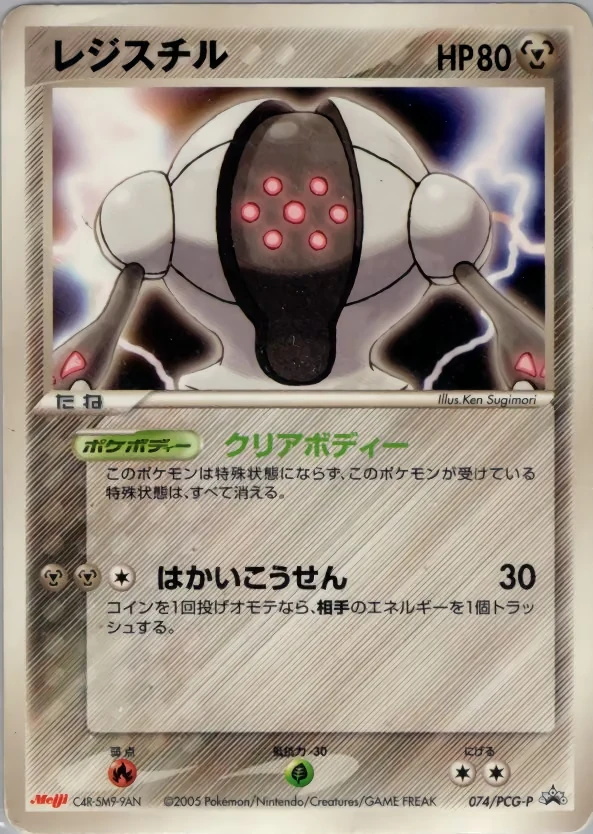 レジスチル HP80
たね
Illus.Ken Sugimori
ポケボディー クリアボディー
このポケモンは特殊状態にならず、このポケモンが受けている
特殊状態は、すべて消える。
はかいこうせん 30
コインを1回投げオモテなら、相手のエネルギーを1個トラッ
シュする。
弱点 抵抗力 -30 にげる
Meiji C4R-5M9-9AN ©2005 Pokémon/Nintendo/Creatures/GAME FREAK 074/PCG-P